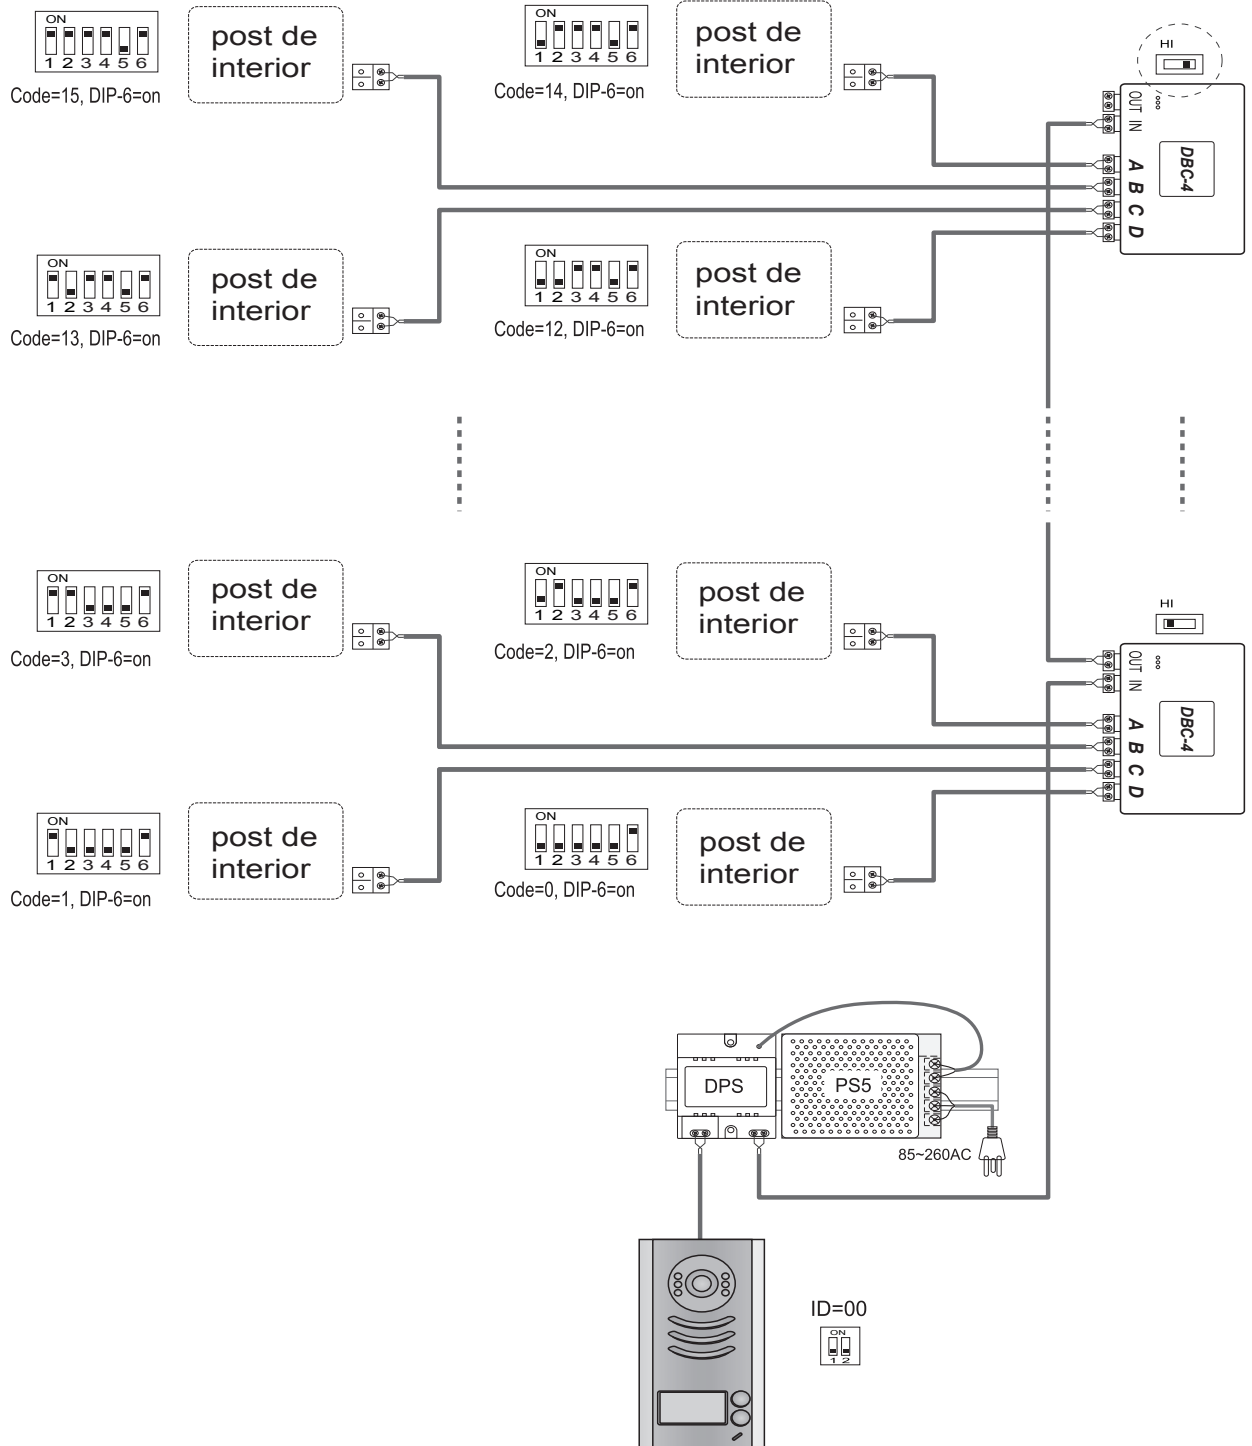 ON
1 2 3 4 5 6
Code=15, DIP-6=on
post de
interior
ON
1 2 3 4 5 6
Code=14, DIP-6=on
post de
interior
HI
OUT IN
A B C D
DBC-4
ON
1 2 3 4 5 6
Code=13, DIP-6=on
post de
interior
ON
1 2 3 4 5 6
Code=12, DIP-6=on
post de
interior
ON
1 2 3 4 5 6
Code=3, DIP-6=on
post de
interior
ON
1 2 3 4 5 6
Code=2, DIP-6=on
post de
interior
HI
OUT IN
A B C D
DBC-4
ON
1 2 3 4 5 6
Code=1, DIP-6=on
post de
interior
ON
1 2 3 4 5 6
Code=0, DIP-6=on
post de
interior
DPS
PS5
85~260AC
ID=00
ON
1 2